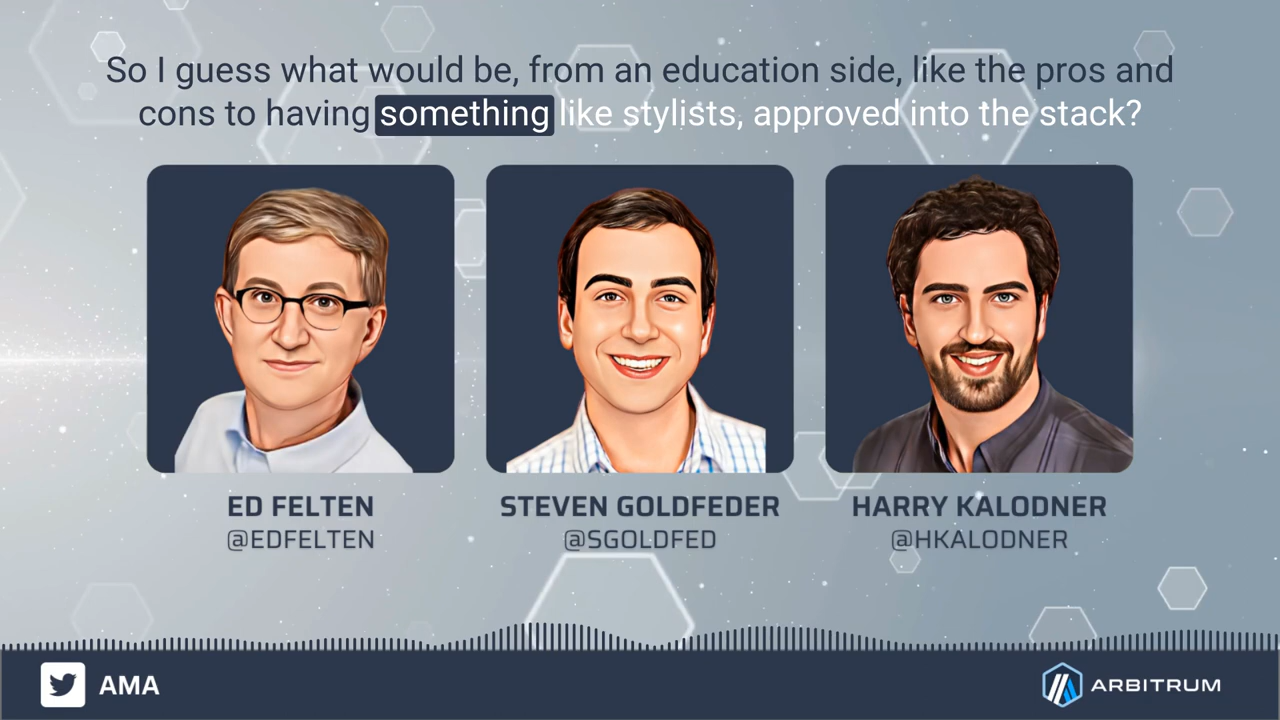 So I guess what would be, from an education side, like the pros and
cons to having something like stylists, approved into the stack?
ED FELTEN
@EDFELTEN
STEVEN GOLDFEDER
@SGOLDFED
HARRY KALODNER
@HKALODNER
AMA
ARBITRUM